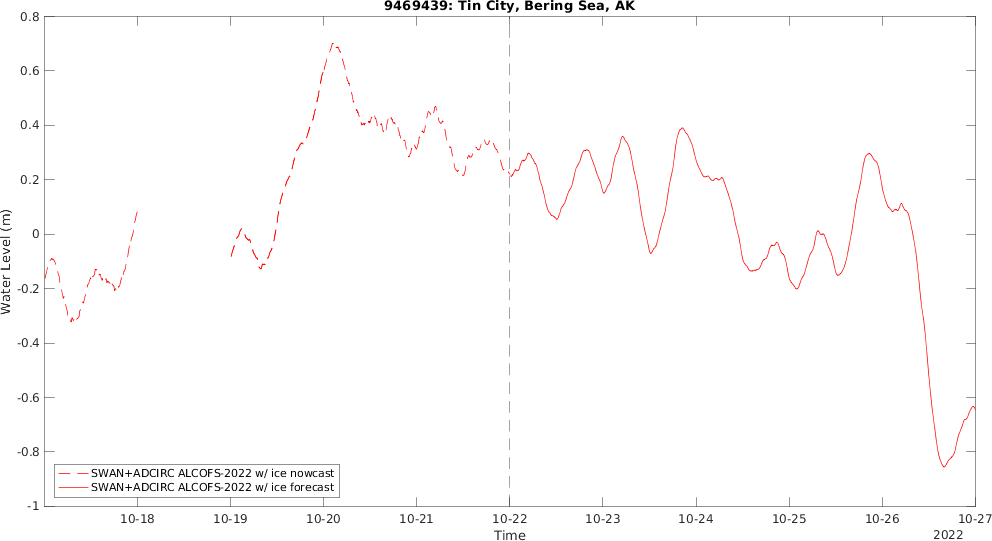 9469439: Tin City, Bering Sea, AK
0.8
0.6
0.4
0.2
0
-0.2
-0.4
-0.6
-0.8
-1
Water Level (m)
SWAN+ADCIRC ALCOFS-2022 w/ ice nowcast
SWAN+ADCIRC ALCOFS-2022 w/ ice forecast
10-18 10-19 10-20 10-21 10-22 10-23 10-24 10-25 10-26 10-27
Time
2022